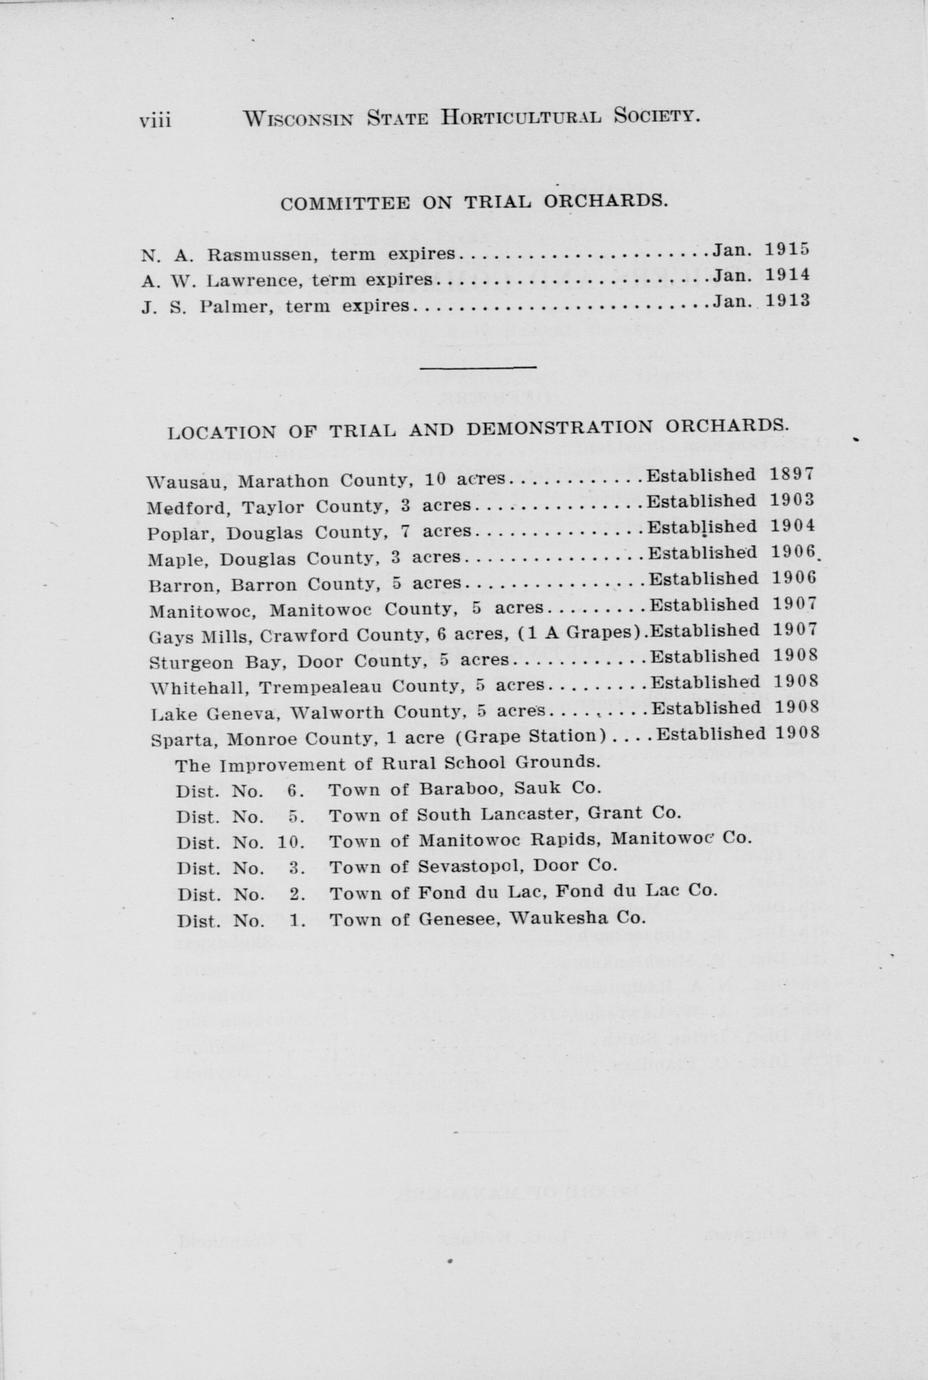 viii Wisconsin State Horticultural Society.
COMMITTEE ON TRIAL ORCHARDS.
N. A. Rasmussen, term expires......................Jan. 1915
A. W. Lawrence, term expires........................Jan. 1914
J. S. Palmer, term expires..........................Jan. 1913
LOCATION OF TRIAL AND DEMONSTRATION ORCHARDS.
Wausau, Marathon County, 10 acres............Established 1897
Medford, Taylor County, 3 acres...............Established 1903
Poplar, Douglas County, 7 acres...............Established 1904
Maple, Douglas County, 3 acres................Established 1906
Barron, Barron County, 5 acres................Established 1906
Manitowoc, Manitowoc County, 5 acres.........Established 1907
Gays Mills, Crawford County, 6 acres, (1 A Grapes).Established 1907
Sturgeon Bay, Door County, 5 acres............Established 1908
Whitehall, Trempealeau County, 5 acres.........Established 1908
Lake Geneva, Walworth County, 5 acres.........Established 1908
Sparta, Monroe County, 1 acre (Grape Station)....Established 1908
The Improvement of Rural School Grounds.
Dist. No. 6. Town of Baraboo, Sauk Co.
Dist. No. 5. Town of South Lancaster, Grant Co.
Dist. No. 10. Town of Manitowoc Rapids, Manitowoc Co.
Dist. No. 3. Town of Sevastopol, Door Co.
Dist. No. 2. Town of Fond du Lac, Fond du Lac Co.
Dist. No. 1. Town of Genesee, Waukesha Co.